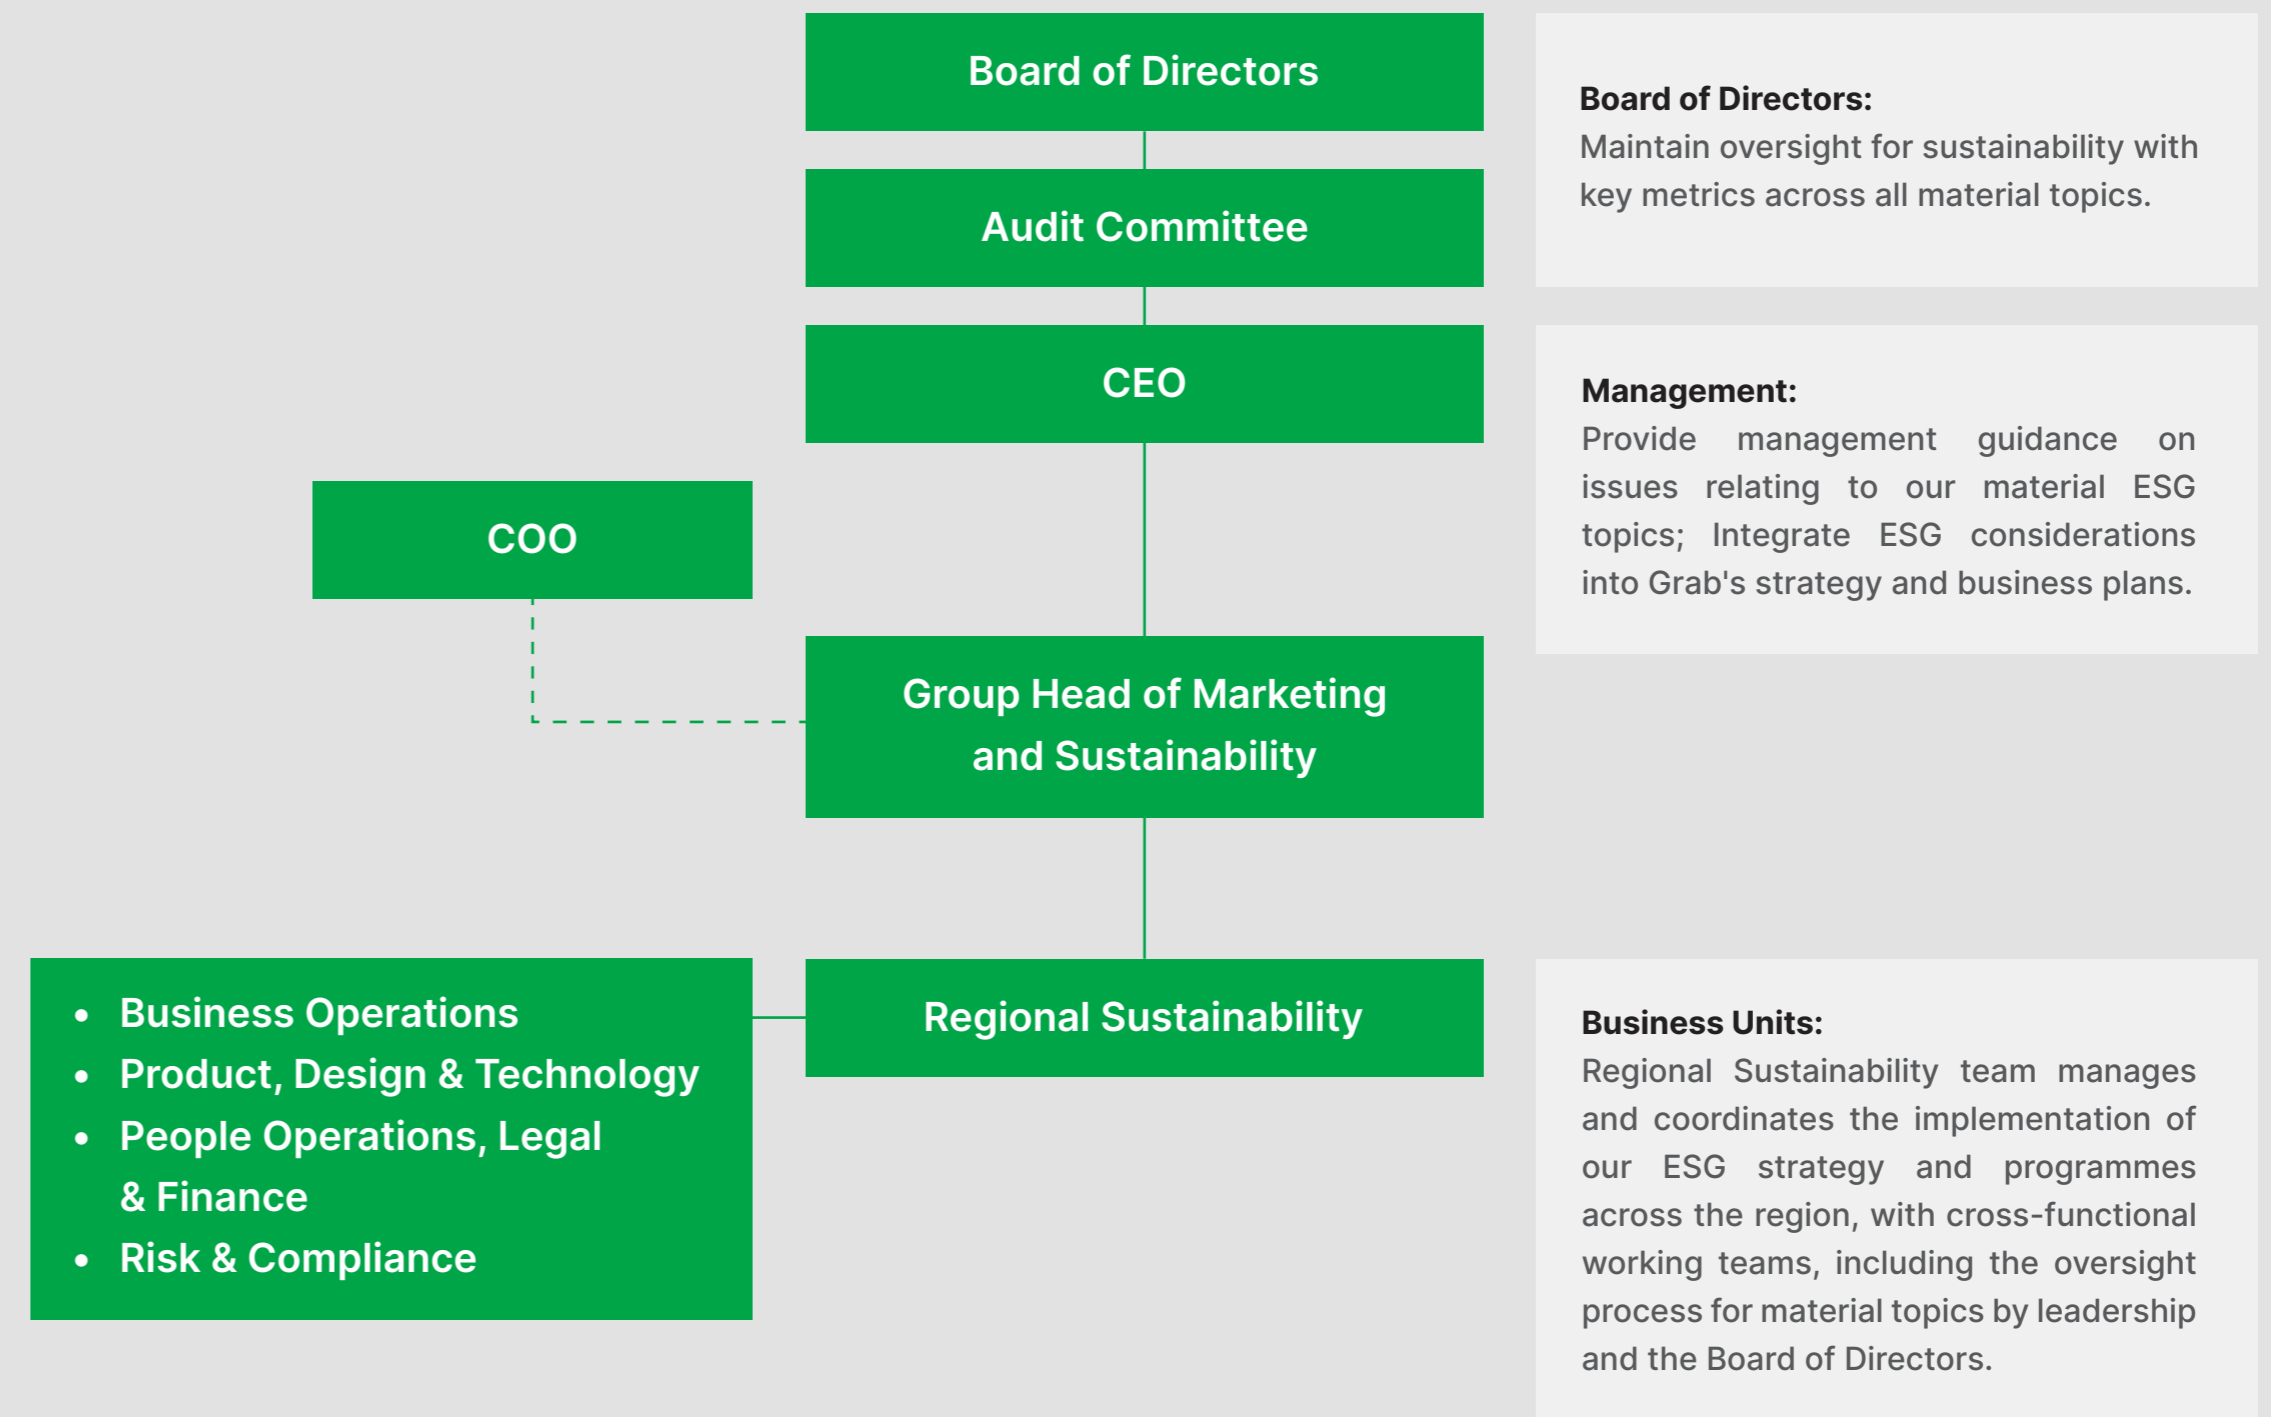 Board of Directors
Audit Committee
CEO
COO
Group Head of Marketing
and Sustainability
Regional Sustainability
• Business Operations
• Product, Design & Technology
• People Operations, Legal
& Finance
• Risk & Compliance
Board of Directors:
Maintain oversight for sustainability with
key metrics across all material topics.
Management:
Provide management guidance on
issues relating to our material ESG
topics; Integrate ESG considerations
into Grab's strategy and business plans.
Business Units:
Regional Sustainability team manages
and coordinates the implementation of
our ESG strategy and programmes
across the region, with cross-functional
working teams, including the oversight
process for material topics by leadership
and the Board of Directors.